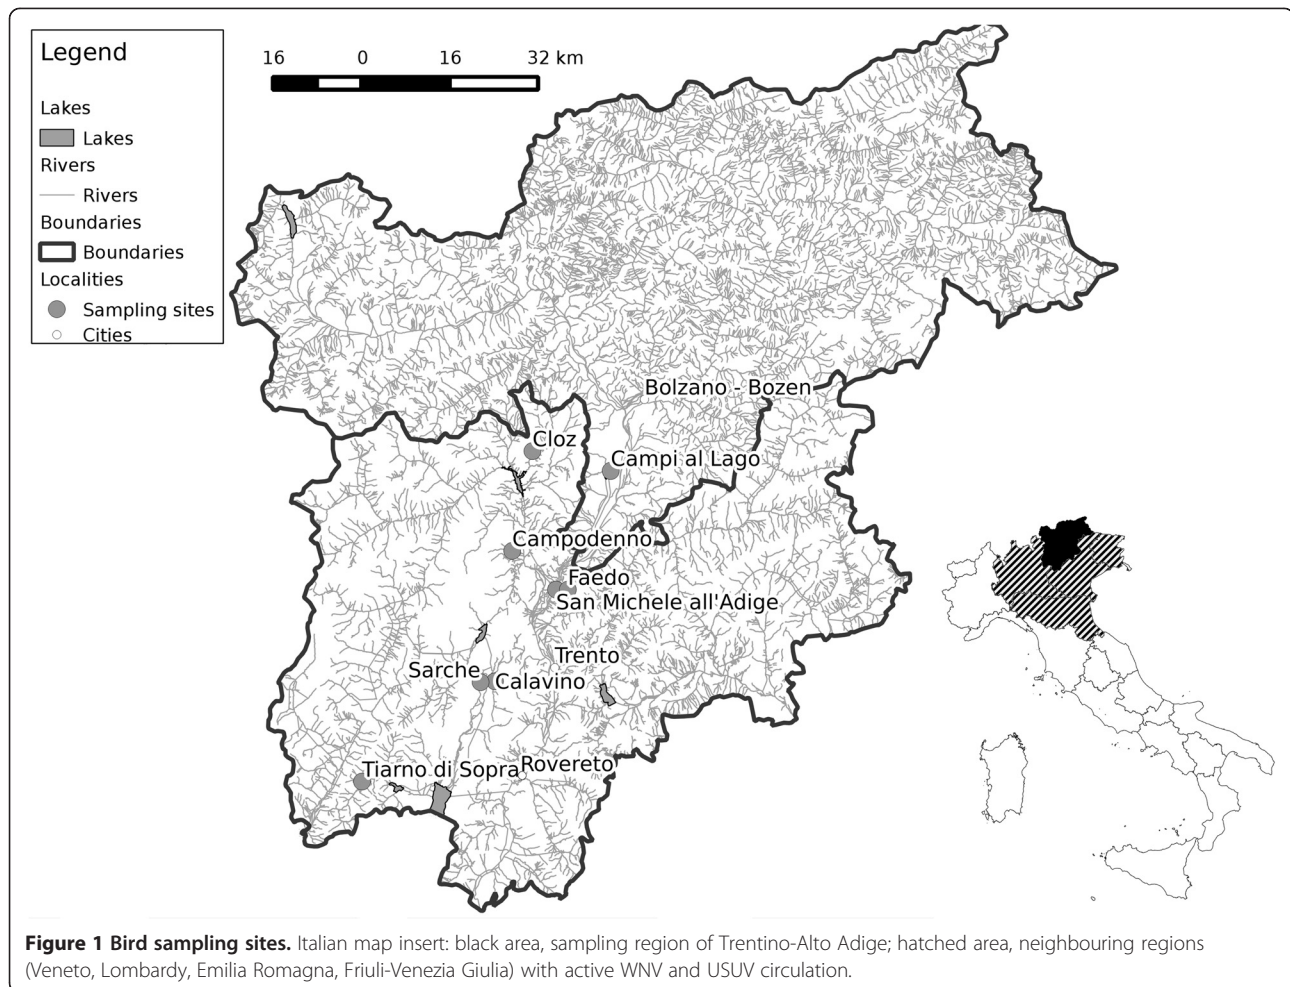 Legend
Lakes
Lakes
Rivers
Rivers
Boundaries
Boundaries
Localities
Sampling sites
Cities
16 0 16 32 km
Bolzano - Bozen
Cloz
Campi al Lago
Campodenno
Faedo
San Michele all'Adige
Trento
Sarche
Calavino
Tiarno di Sopra
Rovereto
Figure 1 Bird sampling sites. Italian map insert: black area, sampling region of Trentino-Alto Adige; hatched area, neighbouring regions
(Veneto, Lombardy, Emilia Romagna, Friuli-Venezia Giulia) with active WNV and USUV circulation.